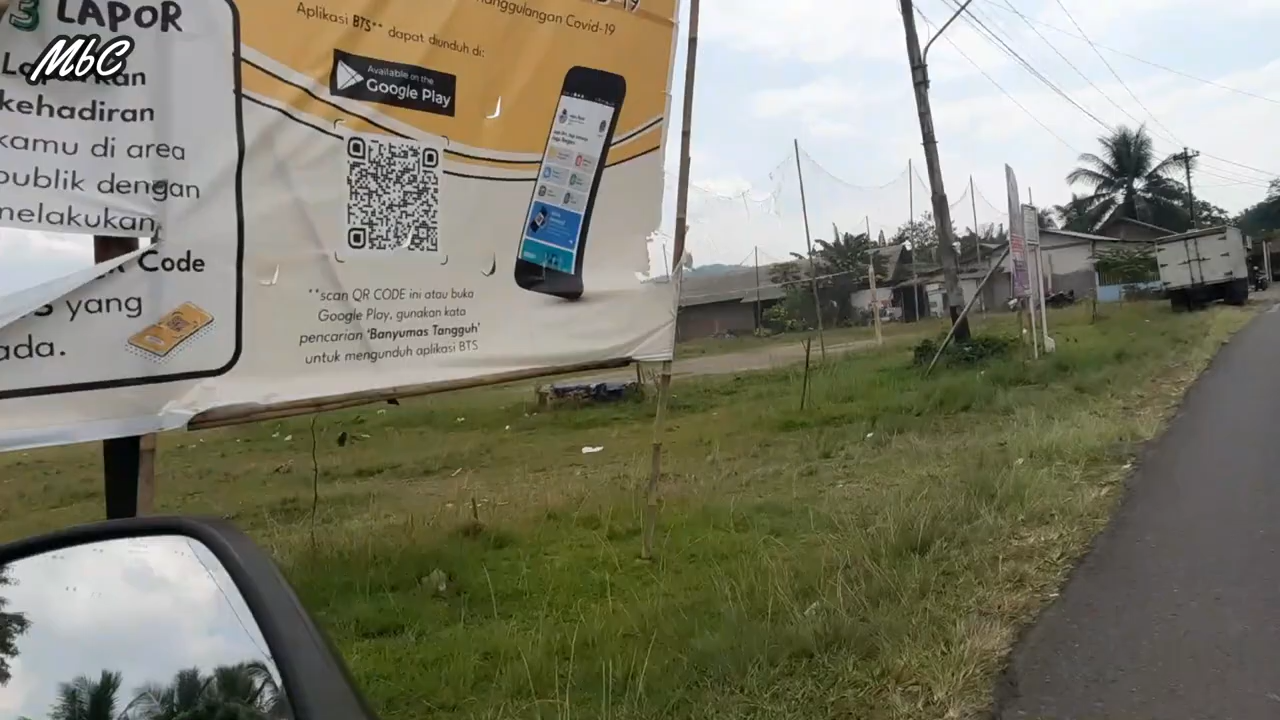 3 LAPOR
MbC
kehadiran
kamu di area
publik dengan
melakukan
Code
yang
ada.
Covid-19
Aplikasi BTS** dapat diunduh di:
Available on the
Google Play
**scan QR CODE ini atau buka
Google Play, gunakan kata
pencarian 'Banyumas Tangguh'
untuk mengunduh aplikasi BTS